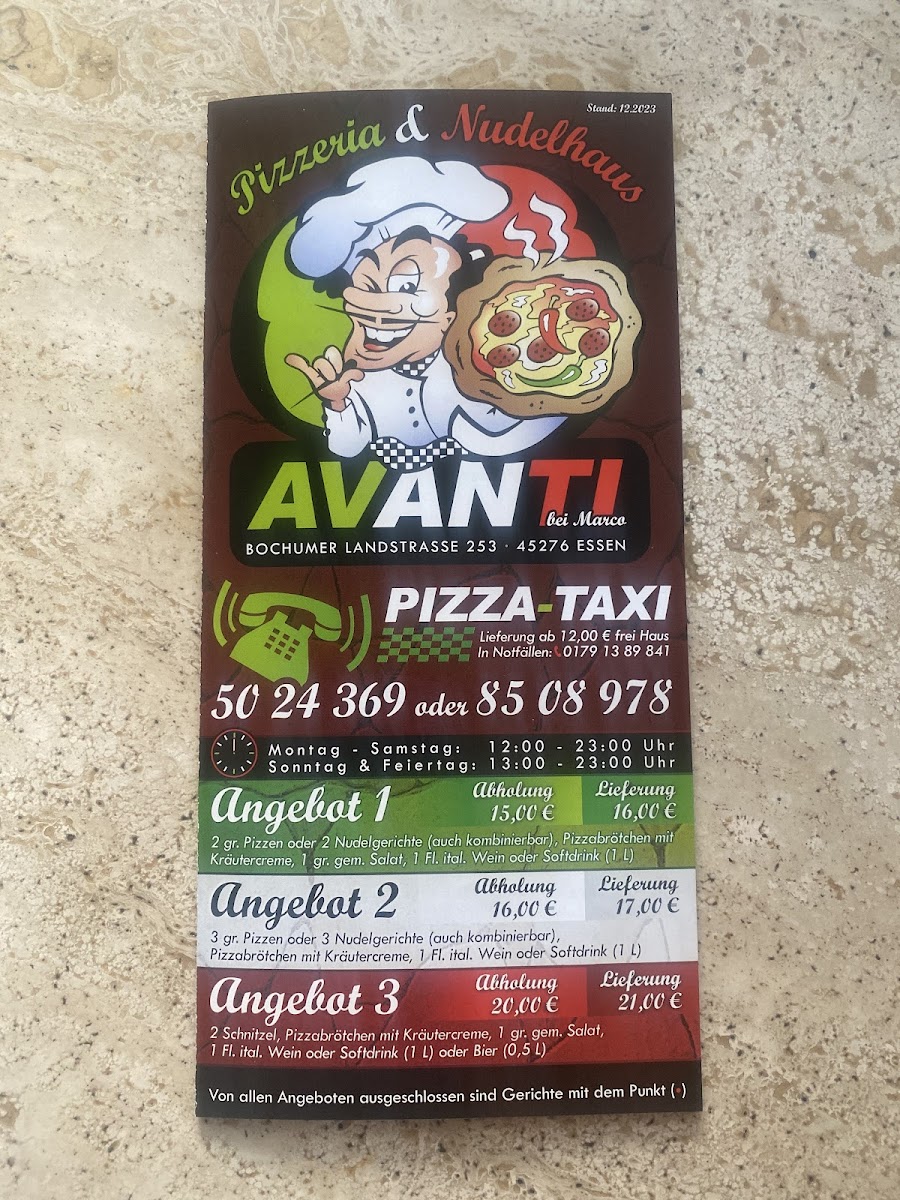 Stand: 12.2023
Pizzeria & Nudelhaus
AVANTI
bei Marco
BOCHUMER LANDSTRASSE 253 · 45276 ESSEN
PIZZA-TAXI
Lieferung ab 12,00 € frei Haus
In Notfällen: 0179 13 89 841
50 24 369 oder 85 08 978
Montag - Samstag: 12:00 - 23:00 Uhr
Sonntag & Feiertag: 13:00 - 23:00 Uhr
Angebot 1 Abholung 15,00 € Lieferung 16,00 €
2 gr. Pizzen oder 2 Nudelgerichte (auch kombinierbar), Pizzabrötchen mit
Kräutercreme, 1 gr. gem. Salat, 1 Fl. ital. Wein oder Softdrink (1 L)
Angebot 2 Abholung 16,00 € Lieferung 17,00 €
3 gr. Pizzen oder 3 Nudelgerichte (auch kombinierbar),
Pizzabrötchen mit Kräutercreme, 1 Fl. ital. Wein oder Softdrink (1 L)
Angebot 3 Abholung 20,00 € Lieferung 21,00 €
2 Schnitzel, Pizzabrötchen mit Kräutercreme, 1 gr. gem. Salat,
1 Fl. ital. Wein oder Softdrink (1 L) oder Bier (0,5 L)
Von allen Angeboten ausgeschlossen sind Gerichte mit dem Punkt (•)